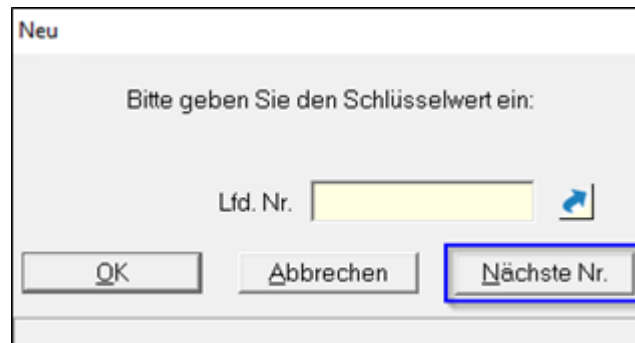 Neu
Bitte geben Sie den Schlüsselwert ein:
Lfd. Nr.
OK Abbrechen Nächste Nr.